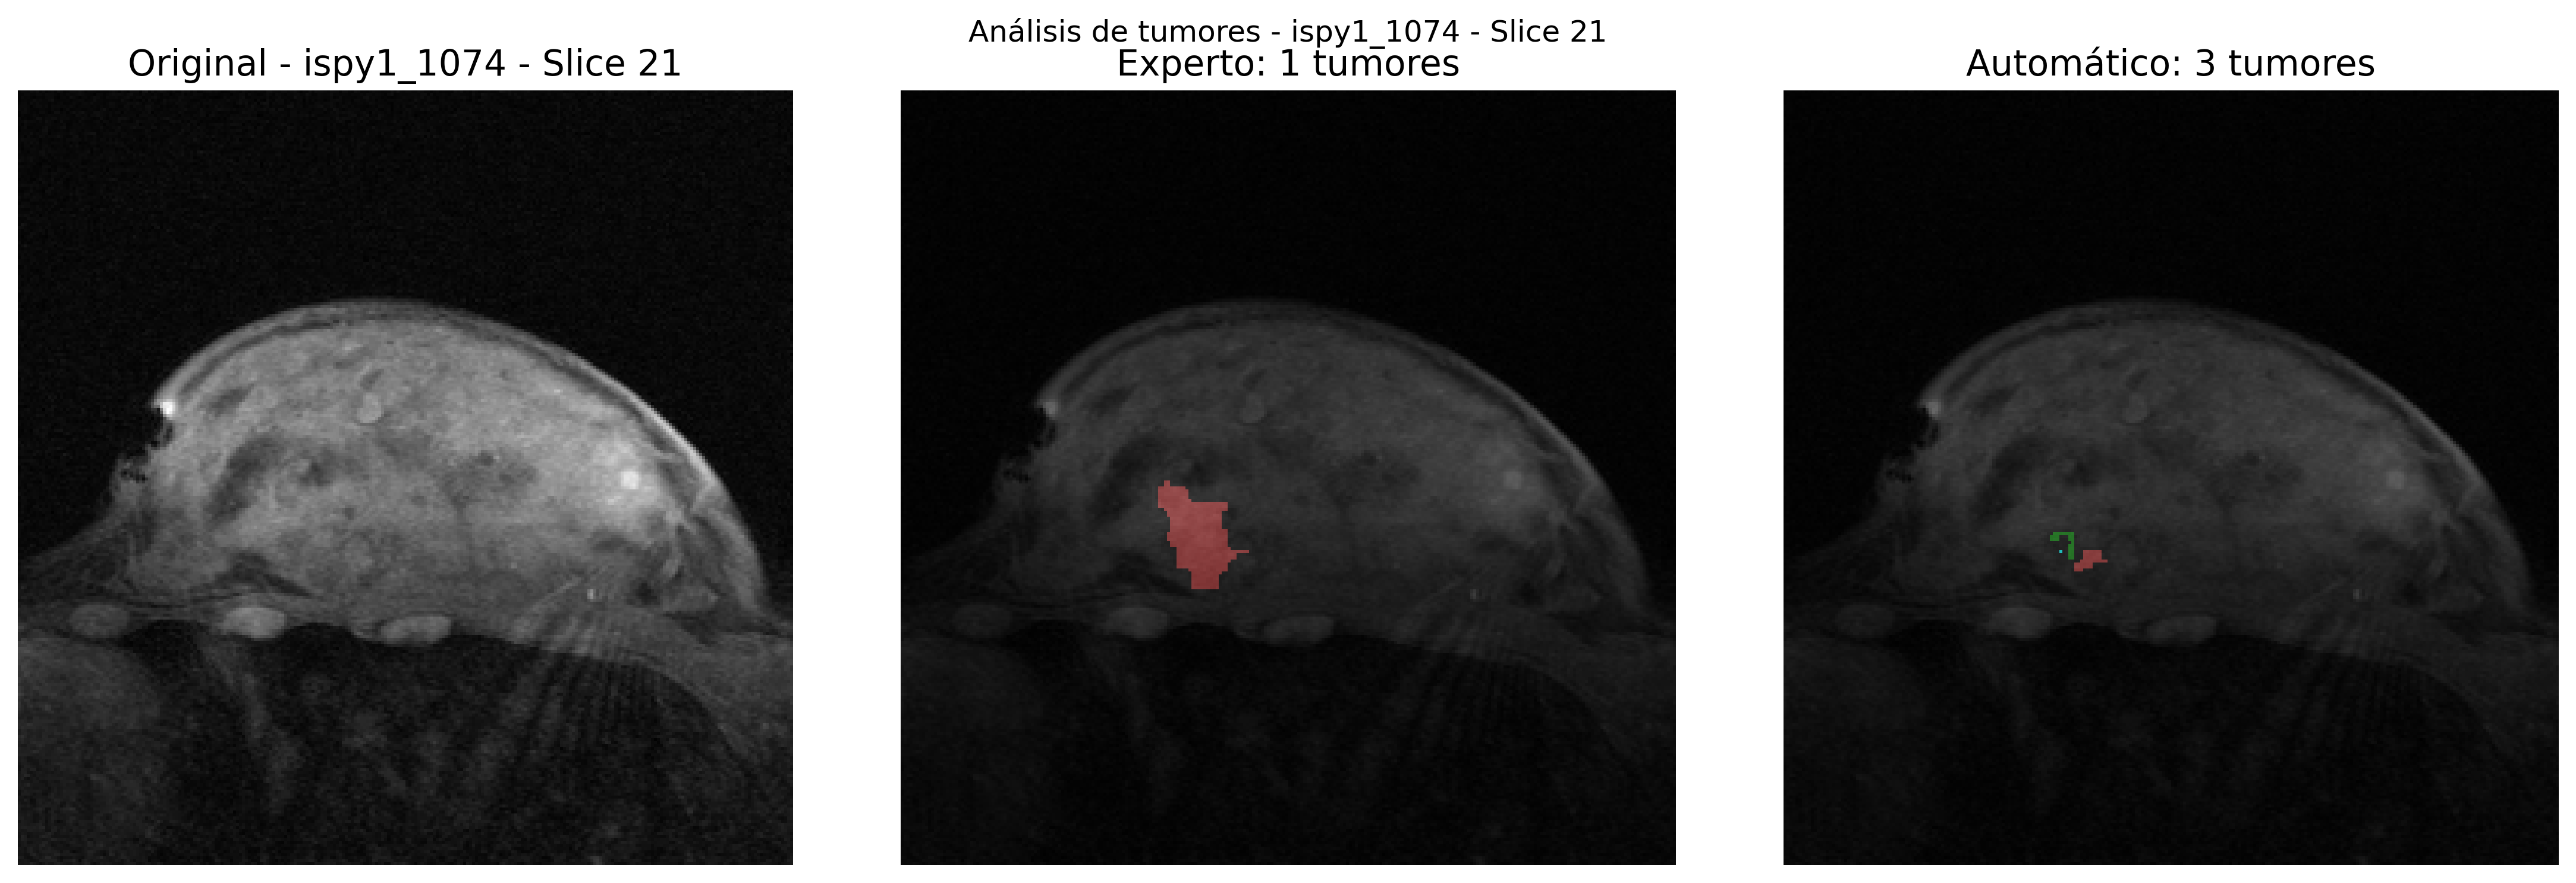 Análisis de tumores - ispy1_1074 - Slice 21
Original - ispy1_1074 - Slice 21
Experto: 1 tumores
Automático: 3 tumores